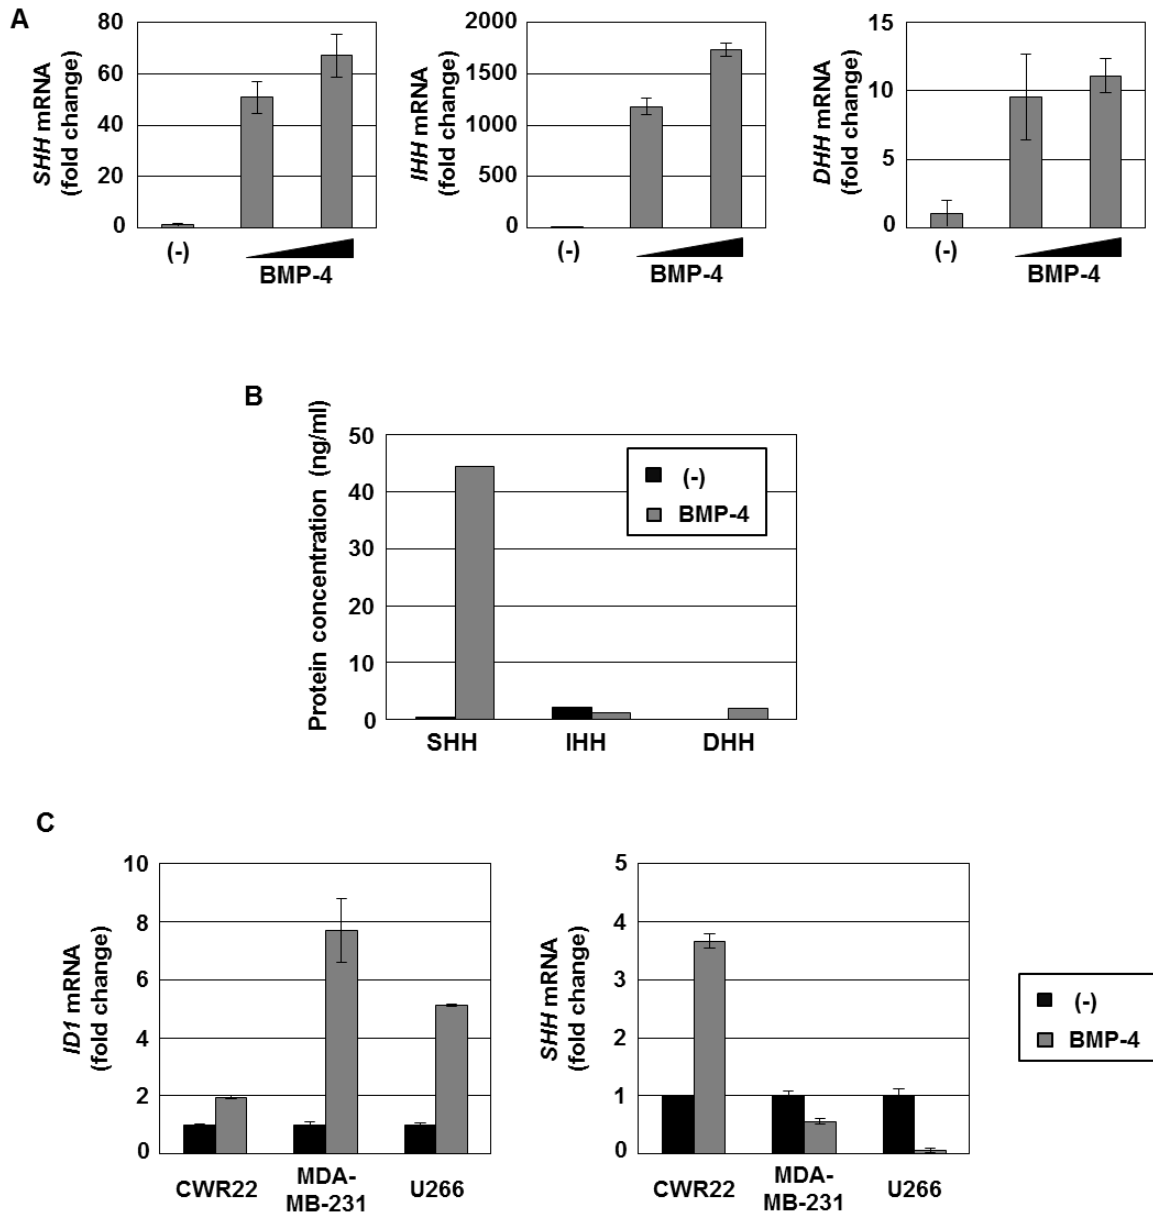 A
SHH mRNA
(fold change)
80
60
40
20
0
(-)
BMP-4
IHH mRNA
(fold change)
2000
1500
1000
500
0
(-)
BMP-4
DHH mRNA
(fold change)
15
10
5
0
(-)
BMP-4
B
Protein concentration (ng/ml)
50
40
30
20
10
0
(-)
BMP-4
SHH IHH DHH
C
ID1 mRNA
(fold change)
10
8
6
4
2
0
CWR22 MDA-MB-231 U266
SHH mRNA
(fold change)
5
4
3
2
1
0
CWR22 MDA-MB-231 U266
(-)
BMP-4